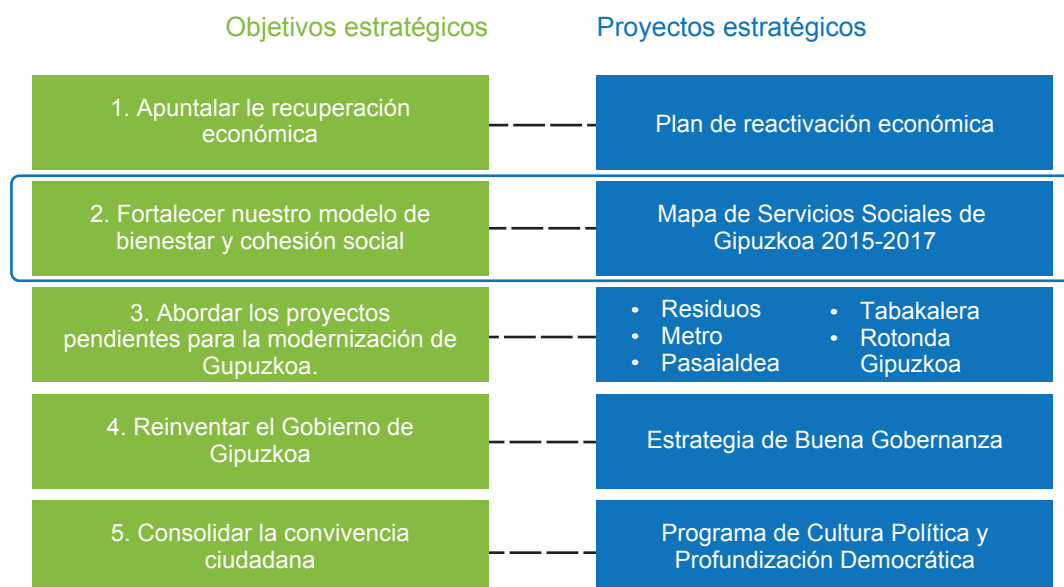 Objetivos estratégicos
Proyectos estratégicos
1. Apuntalar le recuperación
económica
Plan de reactivación económica
2. Fortalecer nuestro modelo de
bienestar y cohesión social
Mapa de Servicios Sociales de
Gipuzkoa 2015-2017
3. Abordar los proyectos
pendientes para la modernización de
Gupuzkoa.
• Residuos
• Metro
• Pasaialdea
• Tabakalera
• Rotonda
Gipuzkoa
4. Reinventar el Gobierno de
Gipuzkoa
Estrategia de Buena Gobernanza
5. Consolidar la convivencia
ciudadana
Programa de Cultura Política y
Profundización Democrática